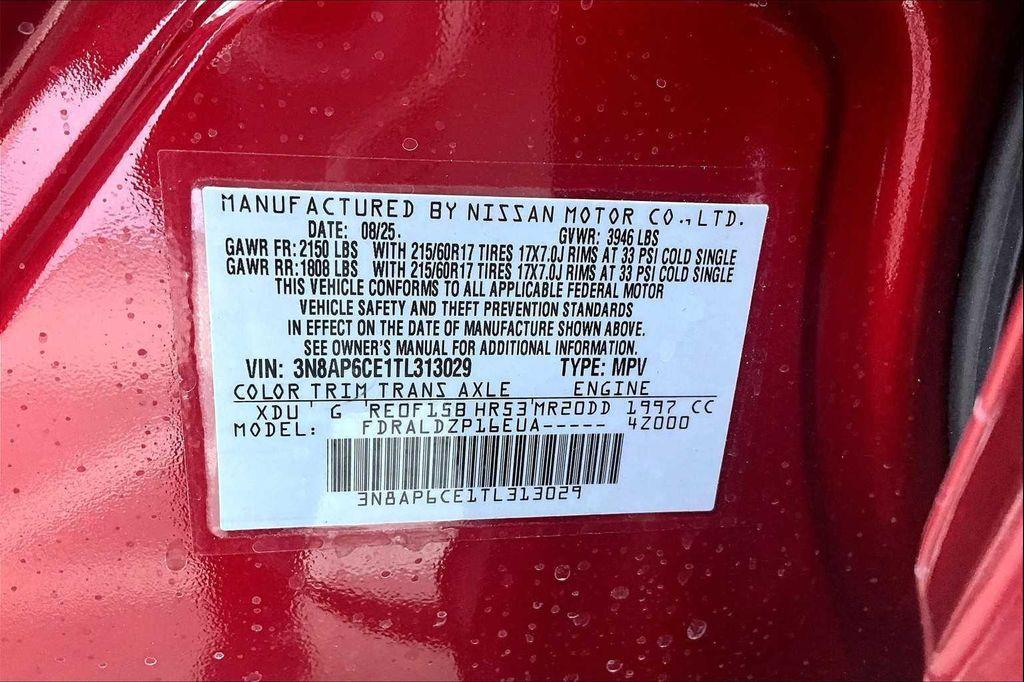 MANUFACTURED BY NISSAN MOTOR CO., LTD.
DATE: 08/25. GVWR: 3946 LBS
GAWR FR: 2150 LBS WITH 215/60R17 TIRES 17X7.0J RIMS AT 33 PSI COLD SINGLE
GAWR RR: 1808 LBS WITH 215/60R17 TIRES 17X7.0J RIMS AT 33 PSI COLD SINGLE
THIS VEHICLE CONFORMS TO ALL APPLICABLE FEDERAL MOTOR
VEHICLE SAFETY AND THEFT PREVENTION STANDARDS
IN EFFECT ON THE DATE OF MANUFACTURE SHOWN ABOVE.
SEE OWNER'S MANUAL FOR ADDITIONAL INFORMATION.
VIN: 3N8AP6CE1TL313029 TYPE: MPV
COLOR TRIM TRANS AXLE ENGINE
XDU G RE0F15B HR53 MR20DD 1997 CC
MODEL: FDRALDZP16EUA----- 4Z000
3N8AP6CE1TL313029